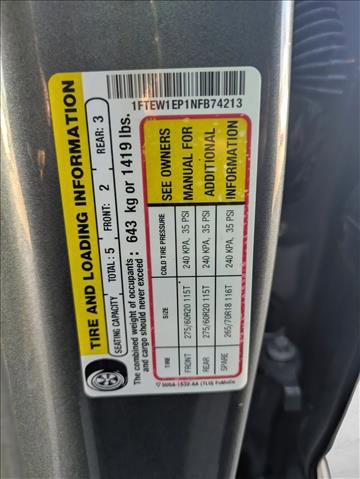 1FTEW1EP1NFB74213
TIRE AND LOADING INFORMATION
SEATING CAPACITY TOTAL: 5 FRONT: 2 REAR: 3
The combined weight of occupants and cargo should never exceed : 643 kg or 1419 lbs.
TIRE SIZE COLD TIRE PRESSURE
FRONT 275/60R20 115T 240 KPA, 35 PSI
REAR 275/60R20 115T 240 KPA, 35 PSI
SPARE 265/70R18 116T 240 KPA, 35 PSI
SEE OWNERS
MANUAL FOR
ADDITIONAL
INFORMATION